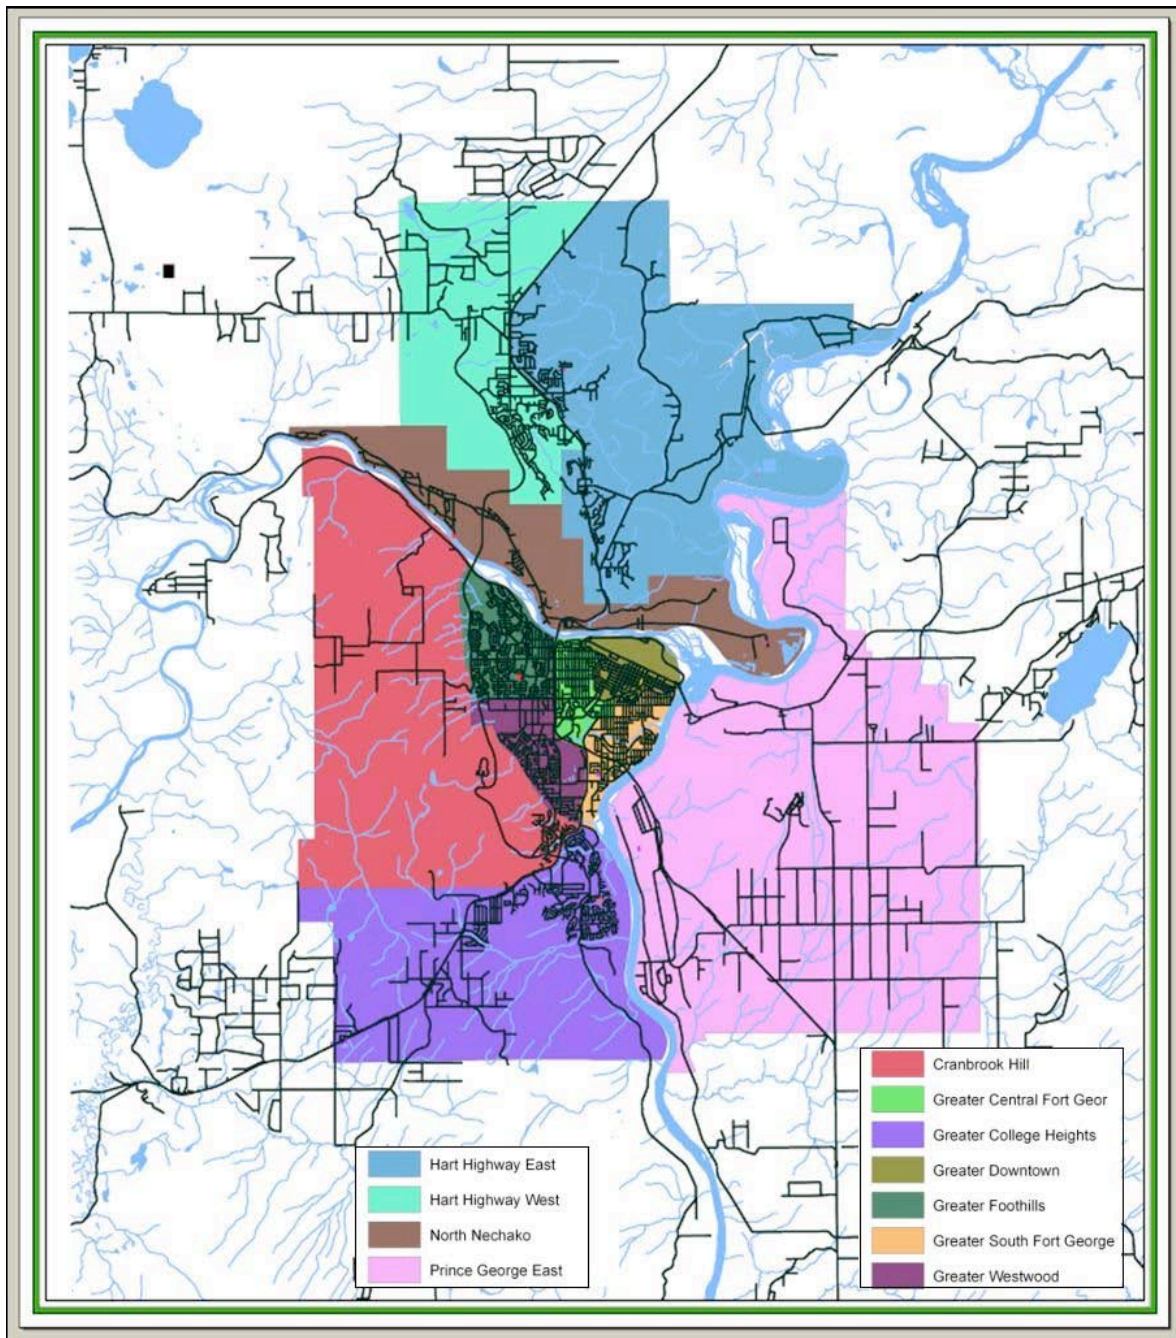 Hart Highway East
Hart Highway West
North Nechako
Prince George East
Cranbrook Hill
Greater Central Fort Geor
Greater College Heights
Greater Downtown
Greater Foothills
Greater South Fort George
Greater Westwood